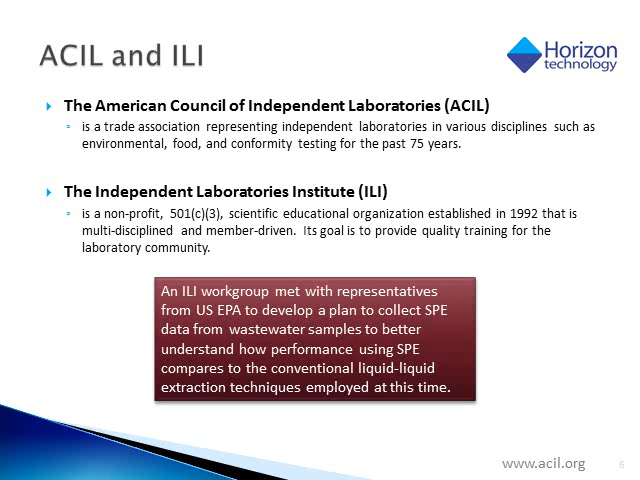 ACIL and ILI
Horizon
technology
The American Council of Independent Laboratories (ACIL)
is a trade association representing independent laboratories in various disciplines such as
environmental, food, and conformity testing for the past 75 years.
The Independent Laboratories Institute (ILI)
is a non-profit, 501(c)(3), scientific educational organization established in 1992 that is
multi-disciplined and member-driven. Its goal is to provide quality training for the
laboratory community.
An ILI workgroup met with representatives
from US EPA to develop a plan to collect SPE
data from wastewater samples to better
understand how performance using SPE
compares to the conventional liquid-liquid
extraction techniques employed at this time.
www.acil.org
6